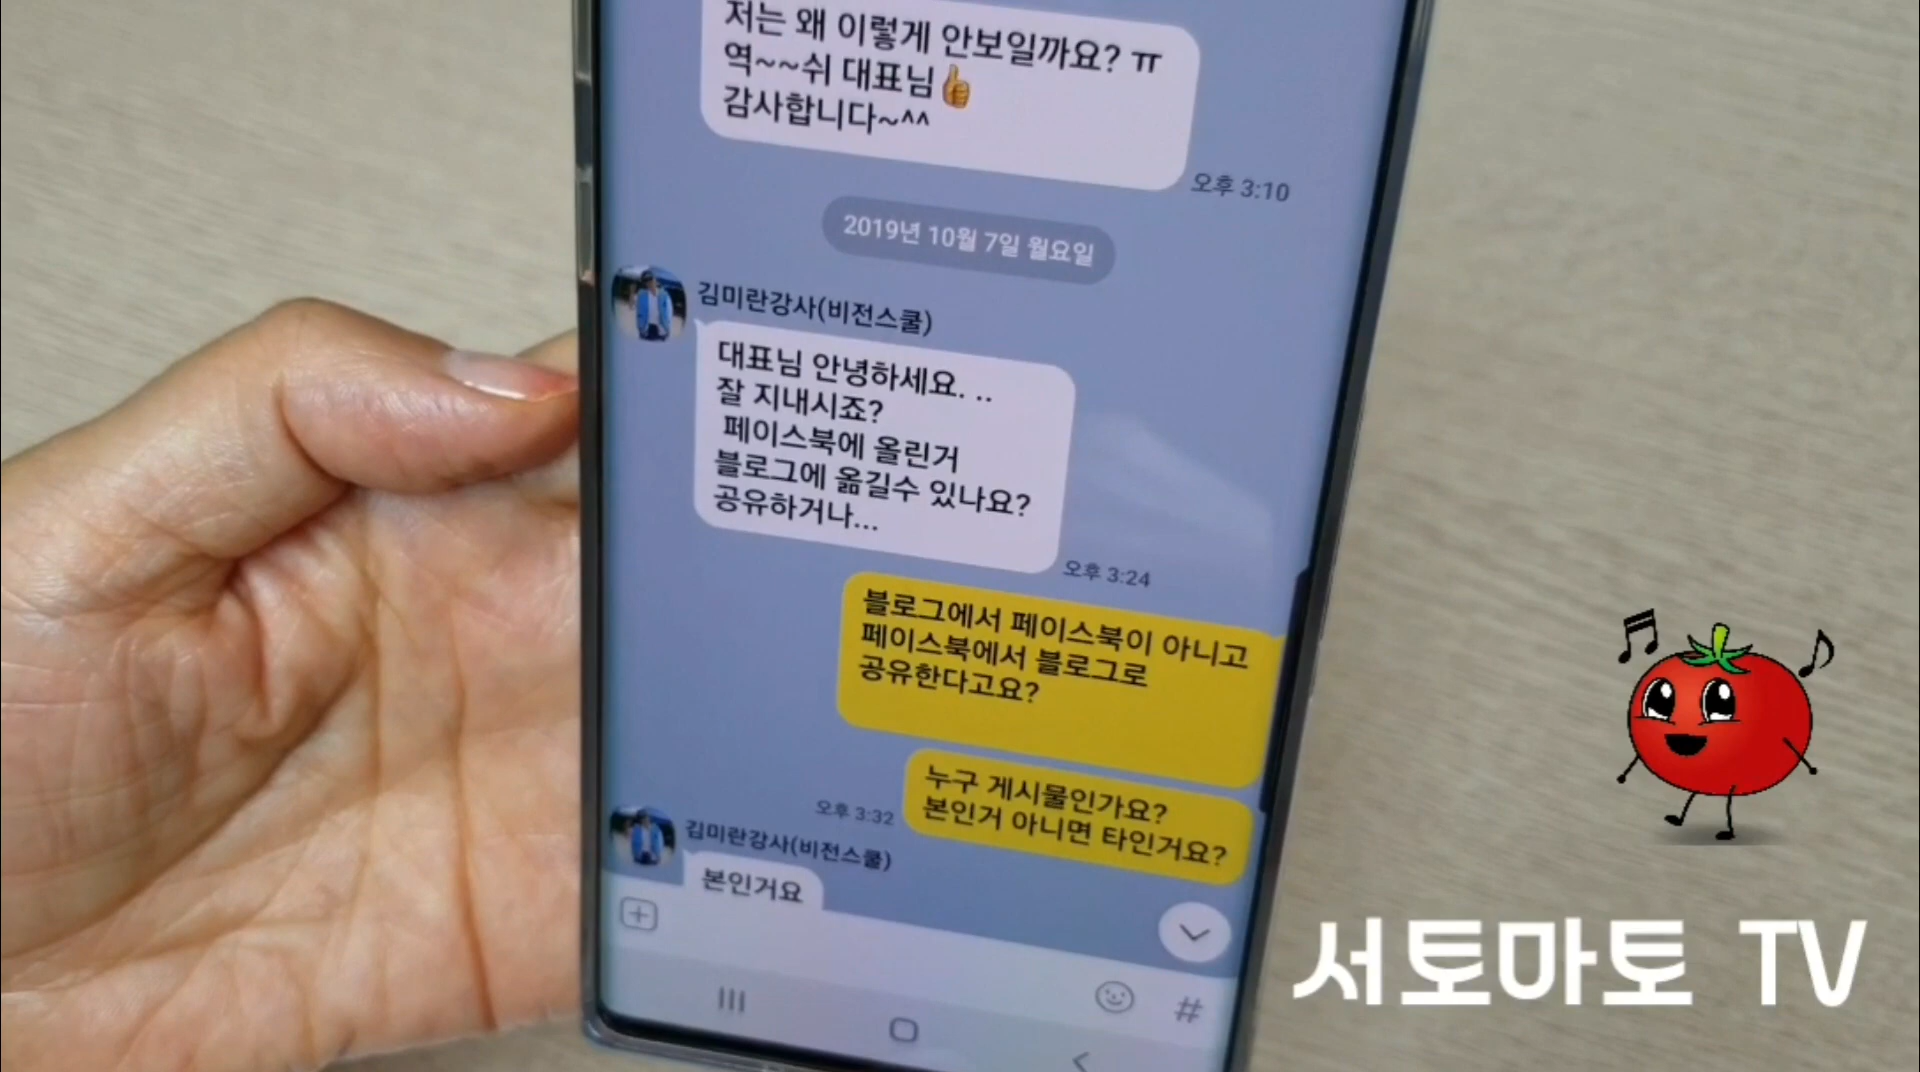 저는 왜 이렇게 안보일까요? ㅠ
역~~쉬 대표님👍
감사합니다~^^
오후 3:10
2019년 10월 7일 월요일
김미란강사(비전스쿨)
대표님 안녕하세요. ..
잘 지내시죠?
페이스북에 올린거
블로그에 옮길수 있나요?
공유하거나...
오후 3:24
블로그에서 페이스북이 아니고
페이스북에서 블로그로
공유한다고요?
누구 게시물인가요?
본인거 아니면 타인거요?
오후 3:32
김미란강사(비전스쿨)
본인거요
#
서토마토 TV